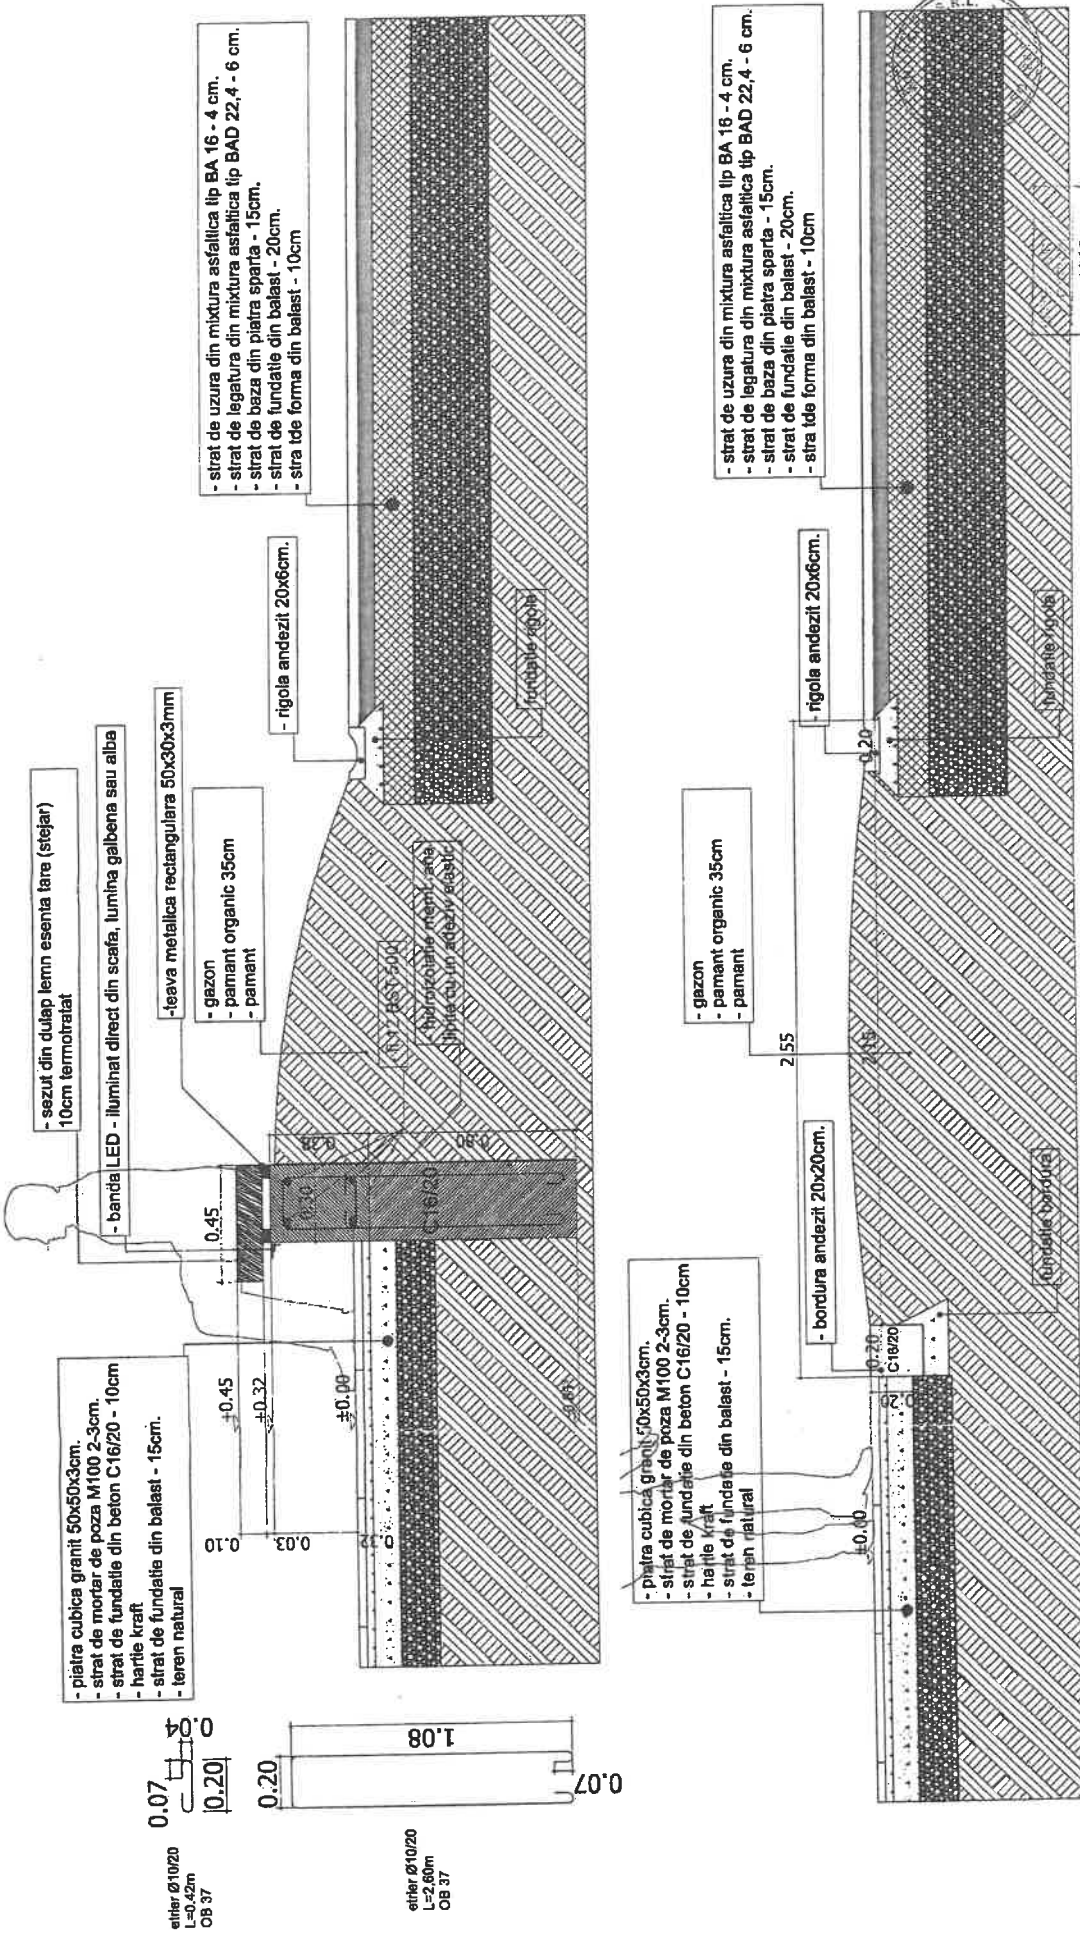 - sezut din dulap lemn esenta tare (stejar)
10cm termotratat
- banda LED - iluminat direct din scafa, lumina galbena sau alba
-teava metalica rectangulara 50x30x3mm
- gazon
- pamant organic 35cm
- pamant
- rigola andezit 20x6cm.
- strat de uzura din mixtura asfaltica tip BA 16 - 4 cm.
- strat de legatura din mixtura asfaltica tip BAD 22,4 - 6 cm.
- strat de baza din piatra sparta - 15cm.
- strat de fundatie din balast - 20cm.
- stra tde forma din balast - 10cm
- piatra cubica granit 50x50x3cm.
- strat de mortar de poza M100 2-3cm.
- strat de fundatie din beton C16/20 - 10cm
- hartie kraft
- strat de fundatie din balast - 15cm.
- teren natural
0.45
+0.45
+0.32
±0.00
0.10
0.03
0.32
0.30
0.38
0.80
C16/20
fundatie rigola
etrier Ø10/20
L=0.42m
OB 37
0.07
0.04
0.20
etrier Ø10/20
L=2,60m
OB 37
0.20
1.08
0.07
- piatra cubica granit 50x50x3cm.
- strat de mortar de poza M100 2-3cm.
- strat de fundatie din beton C16/20 - 10cm
- hartie kraft
- strat de fundatie din balast - 15cm.
- teren natural
- bordura andezit 20x20cm.
- gazon
- pamant organic 35cm
- pamant
- rigola andezit 20x6cm.
- strat de uzura din mixtura asfaltica tip BA 16 - 4 cm.
- strat de legatura din mixtura asfaltica tip BAD 22,4 - 6 cm.
- strat de baza din piatra sparta - 15cm.
- strat de fundatie din balast - 20cm.
- stra tde forma din balast - 10cm
2.55
2.15
0.20
0.20
C16/20
0.20
±0.00
fundatie bordura
fundatie rigola